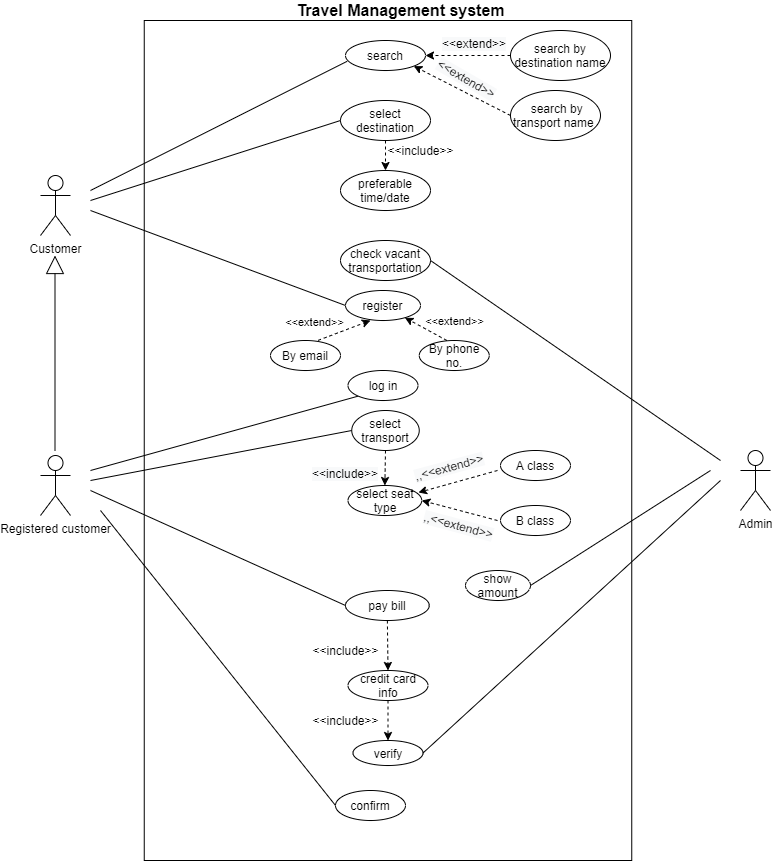 Travel Management system
search
<<extend>>
search by
destination name
<<extend>>
search by
transport name
select
destination
<<include>>
preferable
time/date
Customer
check vacant
transportation
register
<<extend>>
<<extend>>
By email
By phone
no.
log in
select
transport
<<include>>
,,<<extend>>
A class
select seat
type
,,<<extend>>
B class
Registered customer
Admin
show
amount
pay bill
<<include>>
credit card
info
<<include>>
verify
confirm